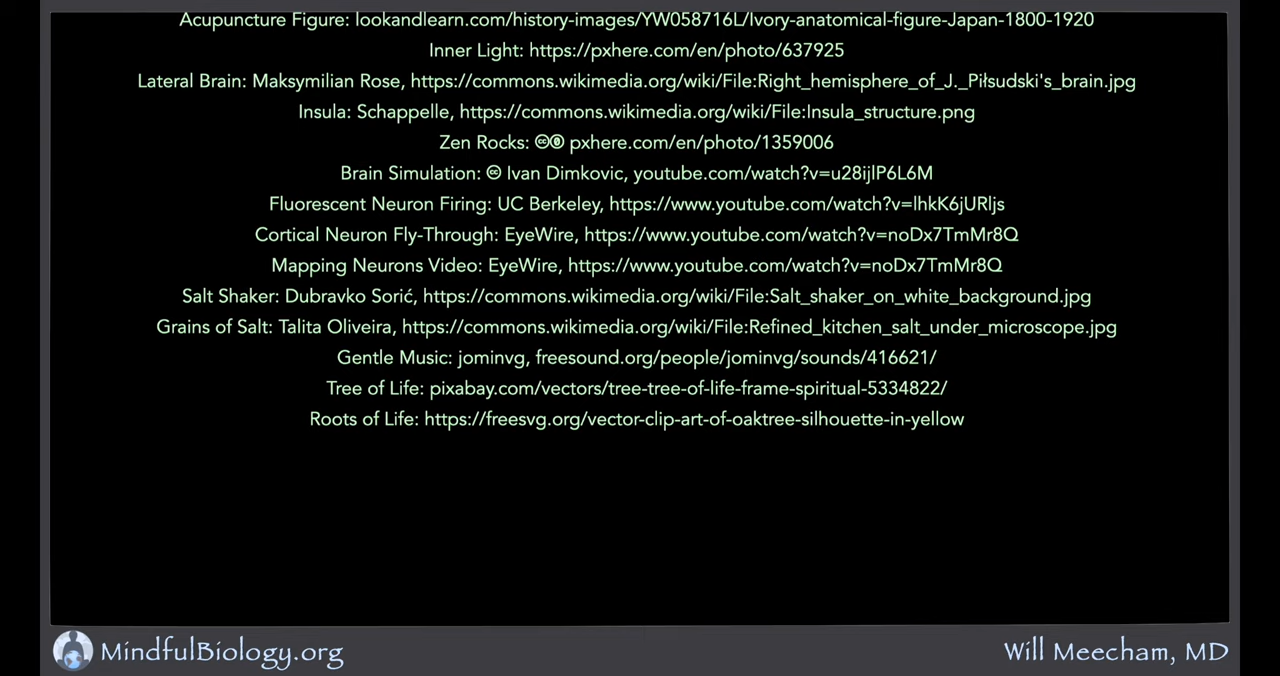 Acupuncture Figure: lookandlearn.com/history-images/YW058716L/Ivory-anatomical-figure-Japan-1800-1920
Inner Light: https://pxhere.com/en/photo/637925
Lateral Brain: Maksymilian Rose, https://commons.wikimedia.org/wiki/File:Right_hemisphere_of_J._Piłsudski's_brain.jpg
Insula: Schappelle, https://commons.wikimedia.org/wiki/File:Insula_structure.png
Zen Rocks: pxhere.com/en/photo/1359006
Brain Simulation: Ivan Dimkovic, youtube.com/watch?v=u28ijlP6L6M
Fluorescent Neuron Firing: UC Berkeley, https://www.youtube.com/watch?v=lhkK6jURljs
Cortical Neuron Fly-Through: EyeWire, https://www.youtube.com/watch?v=noDx7TmMr8Q
Mapping Neurons Video: EyeWire, https://www.youtube.com/watch?v=noDx7TmMr8Q
Salt Shaker: Dubravko Sorić, https://commons.wikimedia.org/wiki/File:Salt_shaker_on_white_background.jpg
Grains of Salt: Talita Oliveira, https://commons.wikimedia.org/wiki/File:Refined_kitchen_salt_under_microscope.jpg
Gentle Music: jominvg, freesound.org/people/jominvg/sounds/416621/
Tree of Life: pixabay.com/vectors/tree-tree-of-life-frame-spiritual-5334822/
Roots of Life: https://freesvg.org/vector-clip-art-of-oaktree-silhouette-in-yellow
MindfulBiology.org
Will Meecham, MD